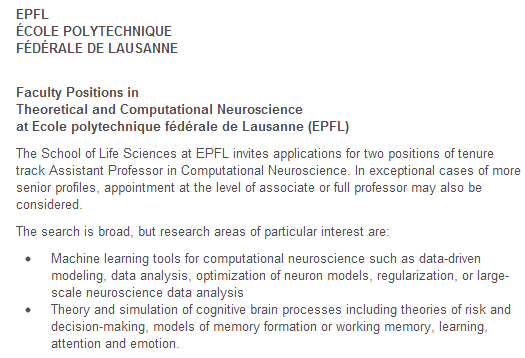 EPFL
ÉCOLE POLYTECHNIQUE
FÉDÉRALE DE LAUSANNE
Faculty Positions in
Theoretical and Computational Neuroscience
at Ecole polytechnique fédérale de Lausanne (EPFL)
The School of Life Sciences at EPFL invites applications for two positions of tenure
track Assistant Professor in Computational Neuroscience. In exceptional cases of more
senior profiles, appointment at the level of associate or full professor may also be
considered.
The search is broad, but research areas of particular interest are:
• Machine learning tools for computational neuroscience such as data-driven
modeling, data analysis, optimization of neuron models, regularization, or large-
scale neuroscience data analysis
• Theory and simulation of cognitive brain processes including theories of risk and
decision-making, models of memory formation or working memory, learning,
attention and emotion.